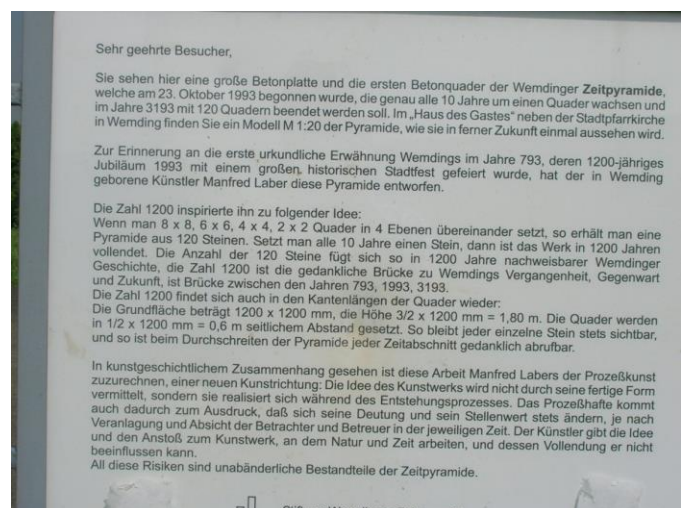 Sehr geehrte Besucher,
Sie sehen hier eine große Betonplatte und die ersten Betonquader der Wemdinger Zeitpyramide,
welche am 23. Oktober 1993 begonnen wurde, die genau alle 10 Jahre um einen Quader wachsen und
im Jahre 3193 mit 120 Quadern beendet werden soll. Im „Haus des Gastes" neben der Stadtpfarrkirche
in Wemding finden Sie ein Modell M 1:20 der Pyramide, wie sie in ferner Zukunft einmal aussehen wird.
Zur Erinnerung an die erste urkundliche Erwähnung Wemdings im Jahre 793, deren 1200-jähriges
Jubiläum 1993 mit einem großen historischen Stadtfest gefeiert wurde, hat der in Wemding
geborene Künstler Manfred Laber diese Pyramide entworfen.
Die Zahl 1200 inspirierte ihn zu folgender Idee:
Wenn man 8 x 8, 6 x 6, 4 x 4, 2 x 2 Quader in 4 Ebenen übereinander setzt, so erhält man eine
Pyramide aus 120 Steinen. Setzt man alle 10 Jahre einen Stein, dann ist das Werk in 1200 Jahren
vollendet. Die Anzahl der 120 Steine fügt sich so in 1200 Jahre nachweisbarer Wemdinger
Geschichte, die Zahl 1200 ist die gedankliche Brücke zu Wemdings Vergangenheit, Gegenwart
und Zukunft, ist Brücke zwischen den Jahren 793, 1993, 3193.
Die Zahl 1200 findet sich auch in den Kantenlängen der Quader wieder:
Die Grundfläche beträgt 1200 x 1200 mm, die Höhe 3/2 x 1200 mm = 1,80 m. Die Quader werden
in 1/2 x 1200 mm = 0,6 m seitlichem Abstand gesetzt. So bleibt jeder einzelne Stein stets sichtbar,
und so ist beim Durchschreiten der Pyramide jeder Zeitabschnitt gedanklich abrufbar.
In kunstgeschichtlichem Zusammenhang gesehen ist diese Arbeit Manfred Labers der Prozeßkunst
zuzurechnen, einer neuen Kunstrichtung: Die Idee des Kunstwerks wird nicht durch seine fertige Form
vermittelt, sondern sie realisiert sich während des Entstehungsprozesses. Das Prozeßhafte kommt
auch dadurch zum Ausdruck, daß sich seine Deutung und sein Stellenwert stets ändern, je nach
Veranlagung und Absicht der Betrachter und Betreuer in der jeweiligen Zeit. Der Künstler gibt die Idee
und den Anstoß zum Kunstwerk, an dem Natur und Zeit arbeiten, und dessen Vollendung er nicht
beeinflussen kann.
All diese Risiken sind unabänderliche Bestandteile der Zeitpyramide.